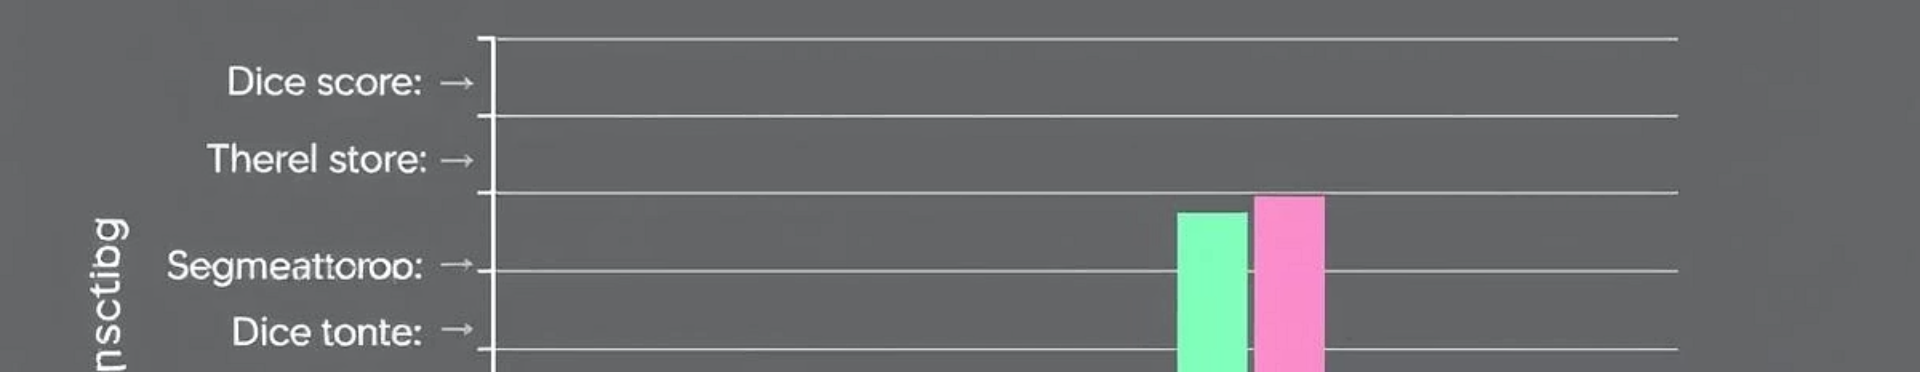 Dice score: →
Therel store: →
Segmeattoroo: →
Dice tonte: →
nsctibg